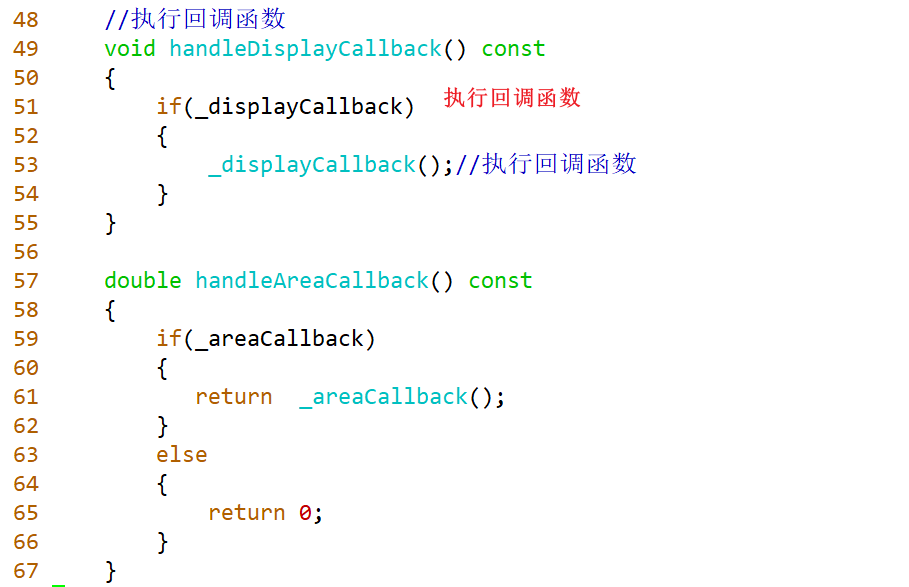 48     //执行回调函数
49     void handleDisplayCallback() const
50     {
51         if(_displayCallback)  执行回调函数
52         {
53             _displayCallback();//执行回调函数
54         }
55     }
56
57     double handleAreaCallback() const
58     {
59         if(_areaCallback)
60         {
61            return  _areaCallback();
62         }
63         else
64         {
65             return 0;
66         }
67     }